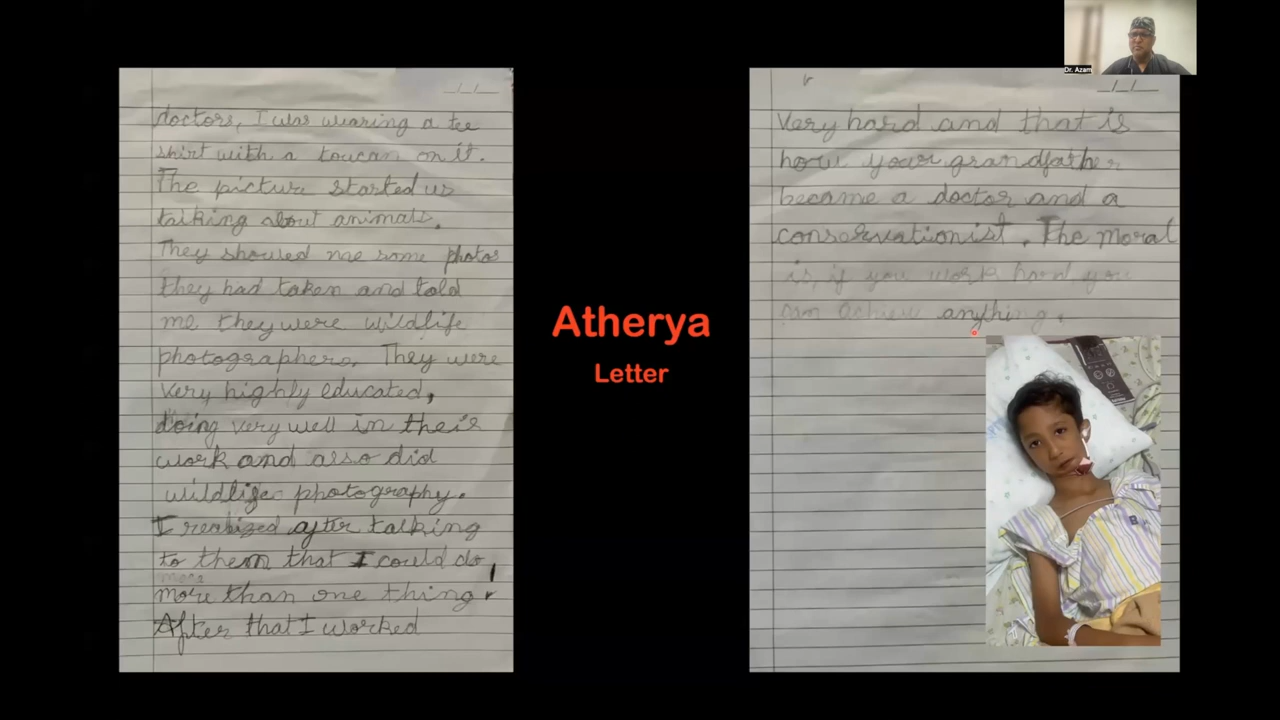 Dr. Azam
doctors, I was wearing a tee
shirt with a toucan on it.
The picture started us
talking about animals.
They showed me some photos
they had taken and told
me they were wildlife
photographers. They were
very highly educated,
doing very well in their
work and also did
wildlife photography.
I realized after talking
to them that I could do
more
more than one thing.
After that I worked
Atherya
Letter
very hard and that is
how your grandfather
became a doctor and a
conservationist. The moral
is, if you work hard you
can achieve anything.